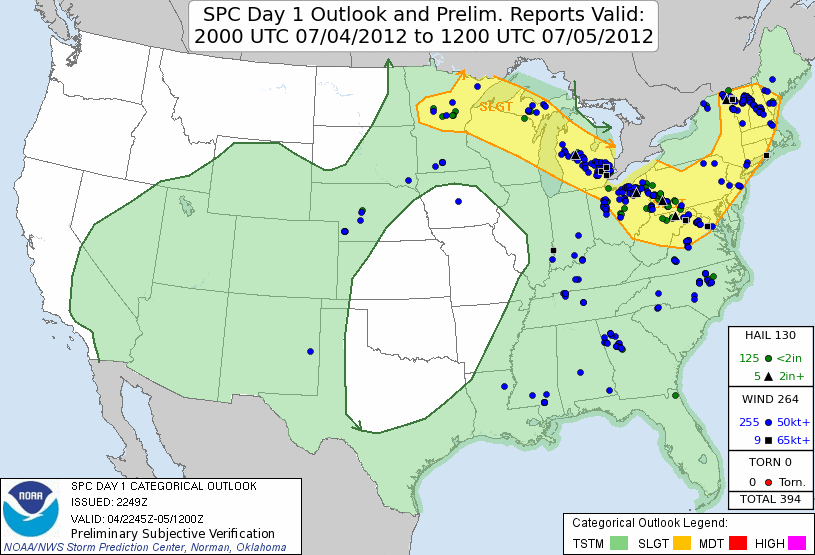 SPC Day 1 Outlook and Prelim. Reports Valid:
2000 UTC 07/04/2012 to 1200 UTC 07/05/2012
SLGT
HAIL 130
125 <2in
5 2in+
WIND 264
255 50kt+
9 65kt+
TORN 0
0 Torn.
TOTAL 394
NOAA
SPC DAY 1 CATEGORICAL OUTLOOK
ISSUED: 2249Z
VALID: 04/2245Z-05/1200Z
Preliminary Subjective Verification
NOAA/NWS Storm Prediction Center, Norman, Oklahoma
Categorical Outlook Legend:
TSTM SLGT MDT HIGH